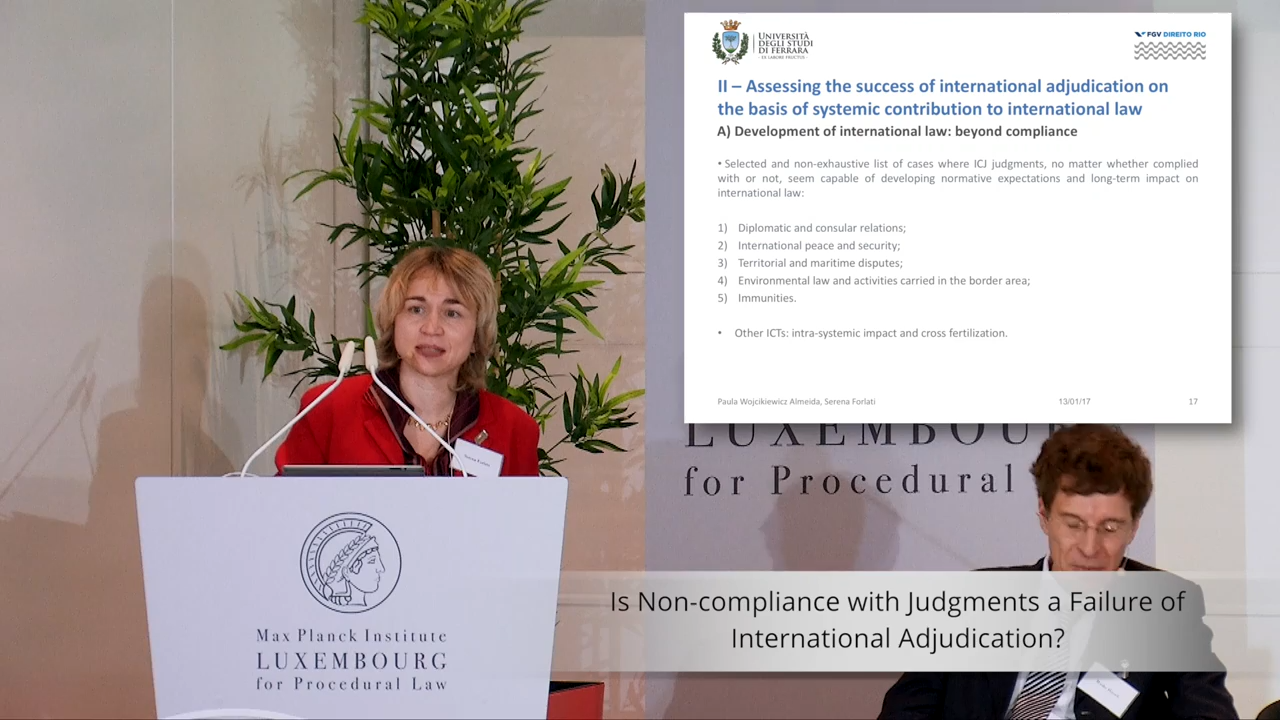 UNIVERSITÀ
DEGLI STUDI
DI FERRARA
- EX LABORE FRUCTUS -
FGV DIREITO RIO
II – Assessing the success of international adjudication on
the basis of systemic contribution to international law
A) Development of international law: beyond compliance
• Selected and non-exhaustive list of cases where ICJ judgments, no matter whether complied
with or not, seem capable of developing normative expectations and long-term impact on
international law:
1) Diplomatic and consular relations;
2) International peace and security;
3) Territorial and maritime disputes;
4) Environmental law and activities carried in the border area;
5) Immunities.
• Other ICTs: intra-systemic impact and cross fertilization.
Paula Wojcikiewicz Almeida, Serena Forlati 13/01/17 17
LUXEMBOU
for Procedural
Max Planck Institute
LUXEMBOURG
for Procedural Law
Is Non-compliance with Judgments a Failure of
International Adjudication?